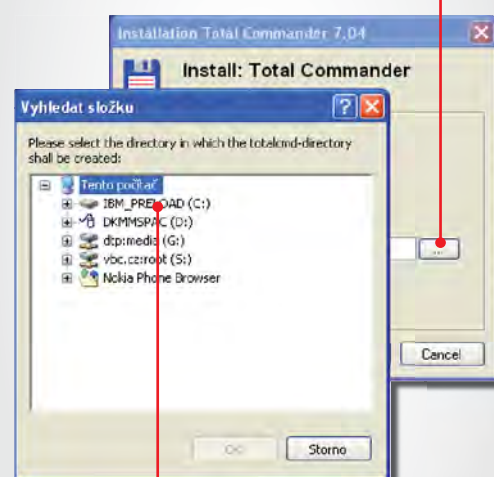 Installation Total Commander 7.04
Install: Total Commander
Vyhledat složku
Please select the directory in which the totalcmd-directory
shall be created:
Tento počítač
IBM_PRELOAD (C:)
DKMMSPAC (D:)
dtp:media (G:)
vbc.cz:root (S:)
Nokia Phone Browser
...
Cancel
OK
Storno